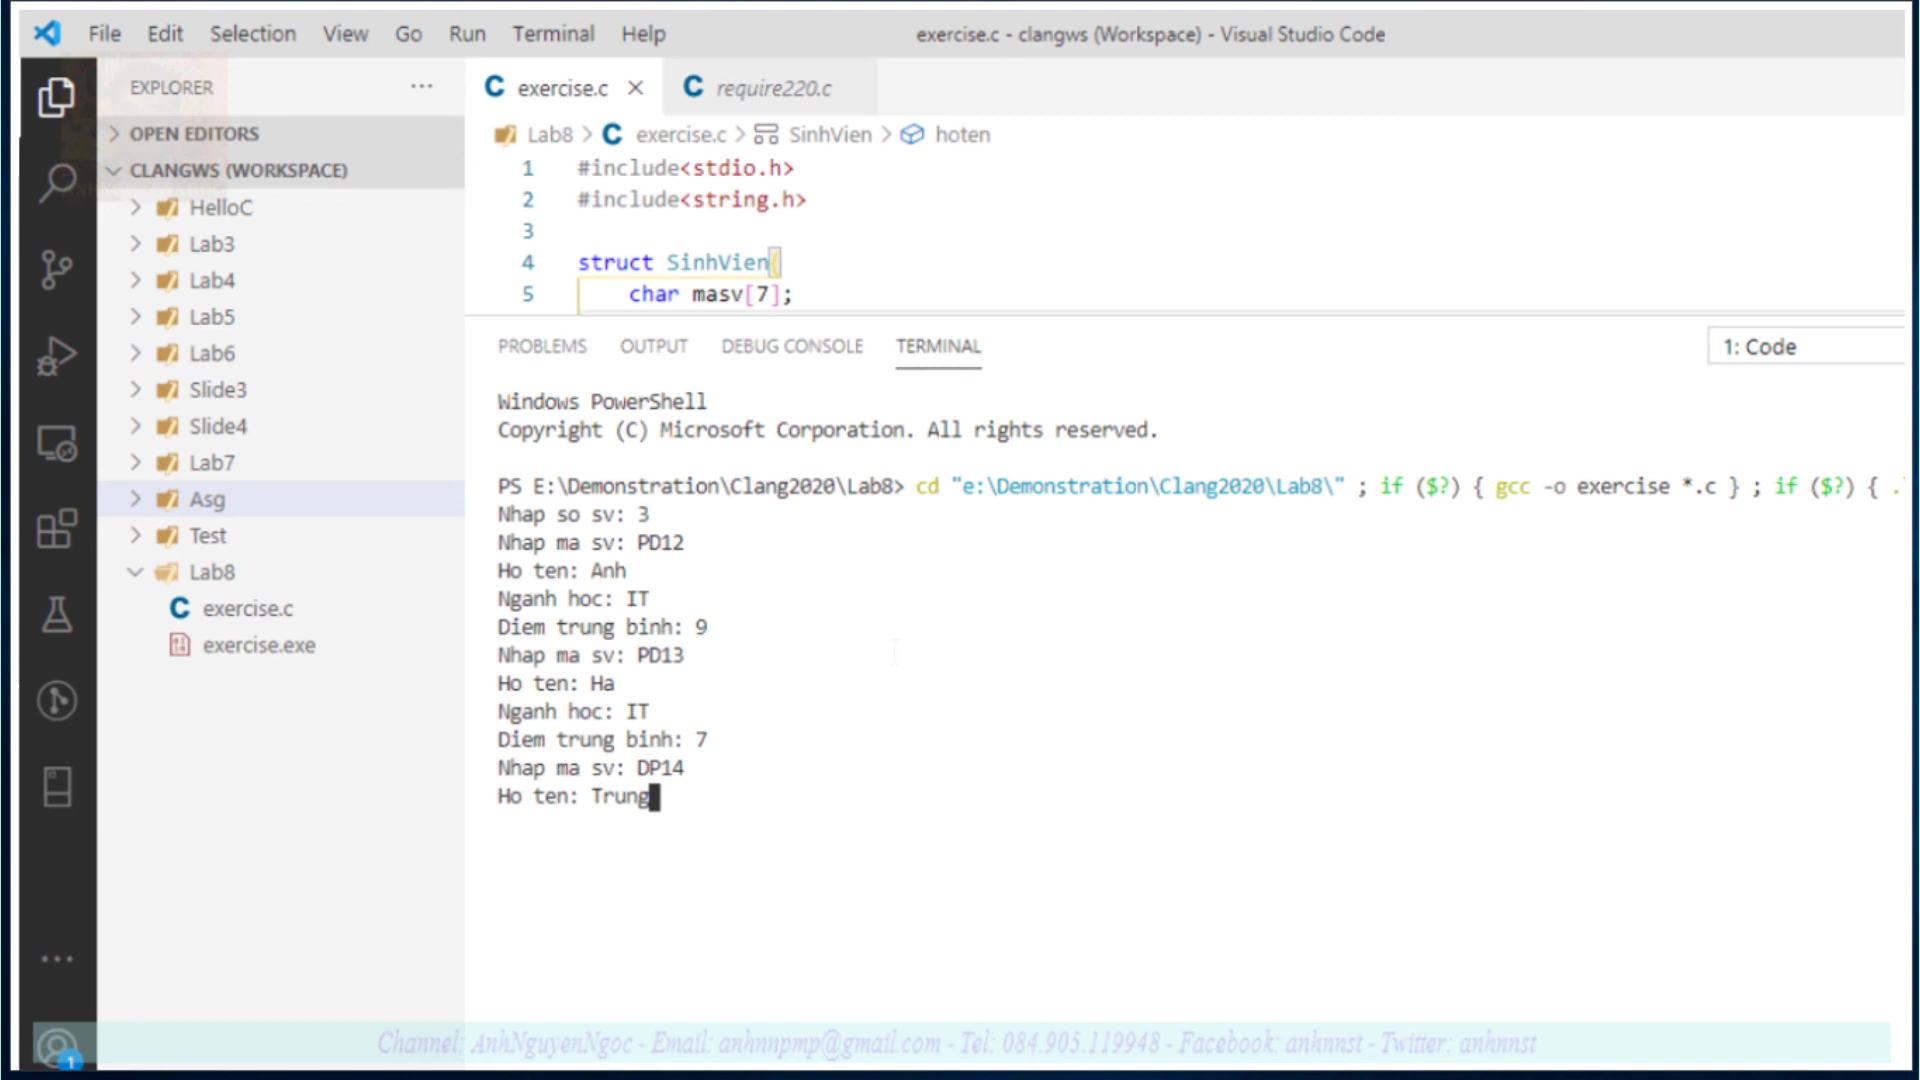 File Edit Selection View Go Run Terminal Help exercise.c - clangws (Workspace) - Visual Studio Code
EXPLORER ...
OPEN EDITORS
CLANGWS (WORKSPACE)
HelloC
Lab3
Lab4
Lab5
Lab6
Slide3
Slide4
Lab7
Asg
Test
Lab8
exercise.c
exercise.exe
exercise.c require220.c
Lab8 > exercise.c > SinhVien > hoten
1 #include<stdio.h>
2 #include<string.h>
3
4 struct SinhVien{
5 char masv[7];
PROBLEMS OUTPUT DEBUG CONSOLE TERMINAL 1: Code
Windows PowerShell
Copyright (C) Microsoft Corporation. All rights reserved.
PS E:\Demonstration\Clang2020\Lab8> cd "e:\Demonstration\Clang2020\Lab8\" ; if ($?) { gcc -o exercise *.c } ; if ($?) { .\
Nhap so sv: 3
Nhap ma sv: PD12
Ho ten: Anh
Nganh hoc: IT
Diem trung binh: 9
Nhap ma sv: PD13
Ho ten: Ha
Nganh hoc: IT
Diem trung binh: 7
Nhap ma sv: DP14
Ho ten: Trung
1
Channel: AnhNguyenNgoc - Email: anhnnpmp@gmail.com - Tel: 084.905.119948 - Facebook: anhnnst - Twitter: anhnnst